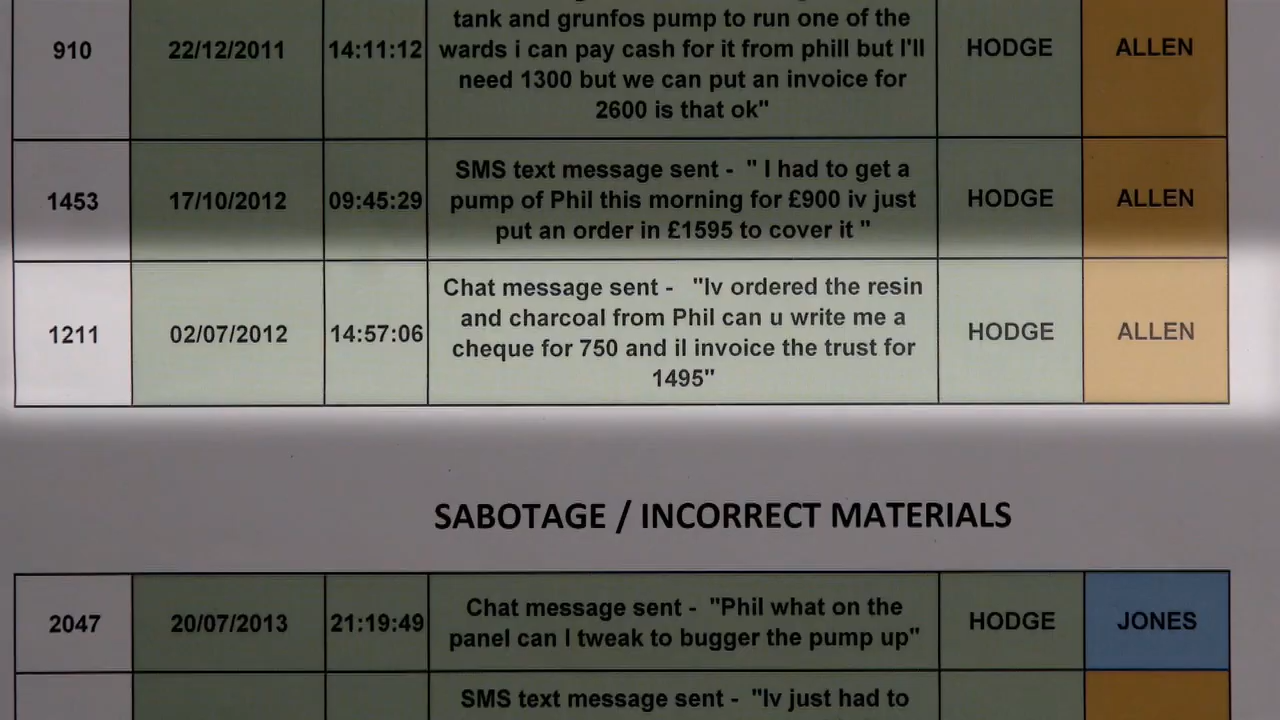 tank and grunfos pump to run one of the
910 22/12/2011 14:11:12 wards i can pay cash for it from phill but I'll HODGE ALLEN
need 1300 but we can put an invoice for
2600 is that ok"
SMS text message sent - " I had to get a
1453 17/10/2012 09:45:29 pump of Phil this morning for £900 iv just HODGE ALLEN
put an order in £1595 to cover it "
Chat message sent - "Iv ordered the resin
and charcoal from Phil can u write me a
1211 02/07/2012 14:57:06 HODGE ALLEN
cheque for 750 and il invoice the trust for
1495"
SABOTAGE / INCORRECT MATERIALS
Chat message sent - "Phil what on the
2047 20/07/2013 21:19:49 HODGE JONES
panel can I tweak to bugger the pump up"
SMS text message sent - "Iv just had to